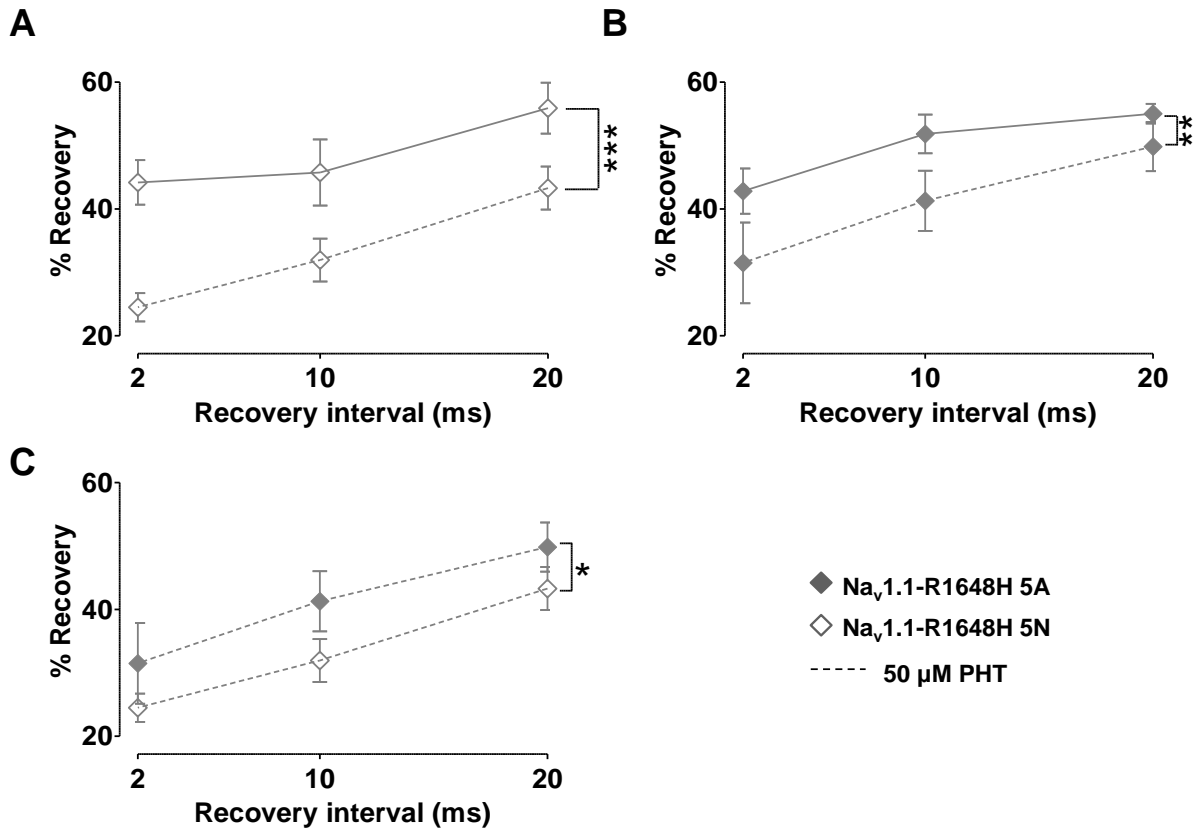 A
% Recovery
60
40
20
***
2 10 20
Recovery interval (ms)
B
% Recovery
60
40
20
**
2 10 20
Recovery interval (ms)
C
% Recovery
60
40
20
*
2 10 20
Recovery interval (ms)
Nav1.1-R1648H 5A
Nav1.1-R1648H 5N
50 µM PHT